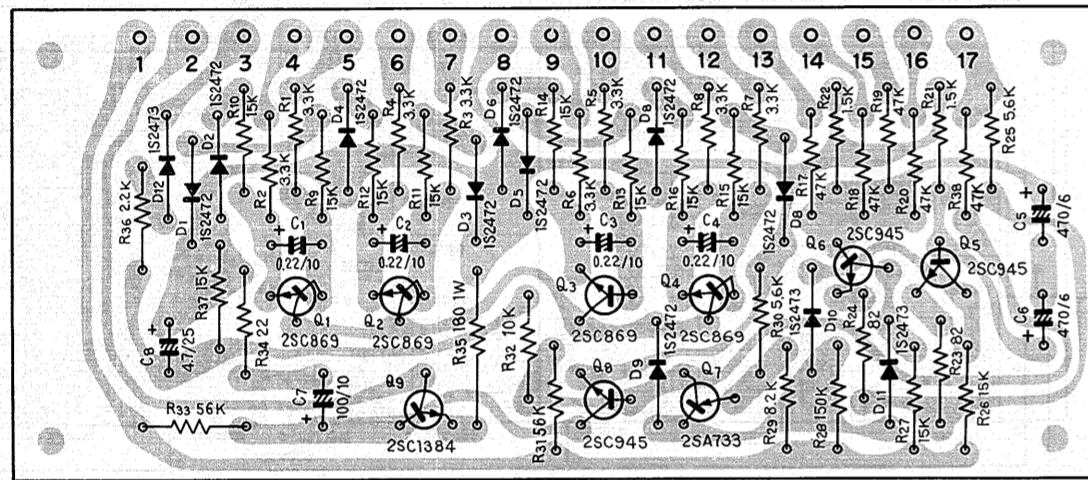 1 2 3 4 5 6 7 8 9 10 11 12 13 14 15 16 17
1S2473
D12
D1
1S2472
D2
1S2472
R10
15K
R2
3.3K
R1
3.3K
R9
15K
D4
1S2472
R12
15K
R4
3.3K
R11
15K
R3 3.3K
D3
1S2472
D6
1S2472
D5
1S2472
R14
15K
R6
3.3K
R5
3.3K
R13
15K
D8
1S2472
R16
15K
R8
3.3K
R15
15K
R7
3.3K
1S2472
D8
R17
47K
R22
1.5K
R18
47K
R19
47K
R20
47K
R21
1.5K
R38
47K
R25 5.6K
R36 2.2K
R37 15K
C1
+
0.22/10
C2
+
0.22/10
C3
+
0.22/10
C4
+
0.22/10
Q6
2SC945
Q5
2SC945
+
C5
470/6
C6
+
470/6
C8
+
47/25
R34 22
Q1
2SC869
Q2
2SC869
R35 180 1W
R32 10K
Q3
2SC869
Q4
2SC869
R30 5.6K
1S2473
D10
R24
82
1S2473
D11
R23 82
R33 56K
C7
+
100/10
Q9
2SC1384
R31 56K
Q8
2SC945
D9
1S2472
Q7
2SA733
R29 8.2K
R28 150K
R27
15K
R26 15K